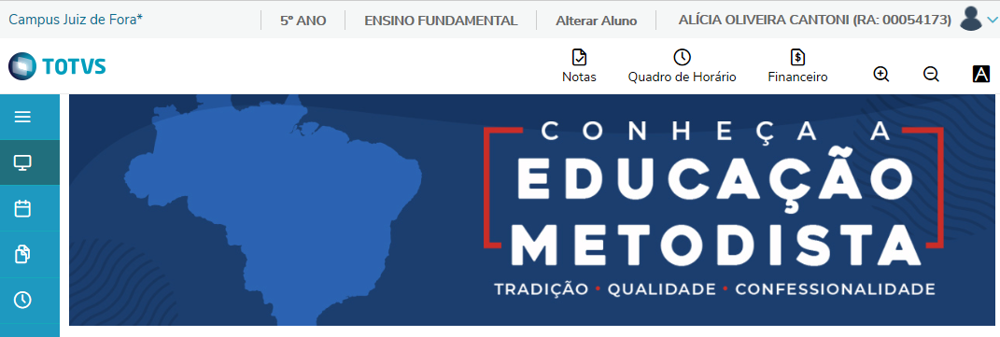 Campus Juiz de Fora* 5º ANO ENSINO FUNDAMENTAL Alterar Aluno ALÍCIA OLIVEIRA CANTONI (RA: 00054173)
TOTVS
Notas Quadro de Horário Financeiro A
CONHEÇA A
EDUCAÇÃO
METODISTA
TRADIÇÃO • QUALIDADE • CONFESSIONALIDADE